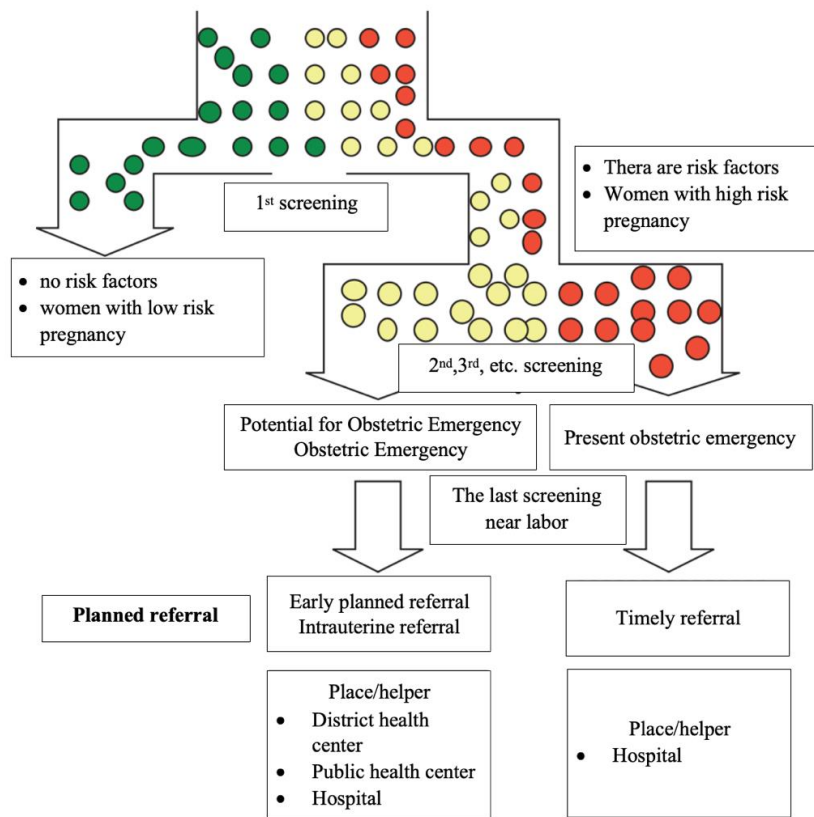 1st screening
• Thera are risk factors
• Women with high risk
pregnancy
• no risk factors
• women with low risk
pregnancy
2nd,3rd, etc. screening
Potential for Obstetric Emergency
Obstetric Emergency
Present obstetric emergency
The last screening
near labor
Planned referral
Early planned referral
Intrauterine referral
Timely referral
Place/helper
• District health
center
• Public health center
• Hospital
Place/helper
• Hospital